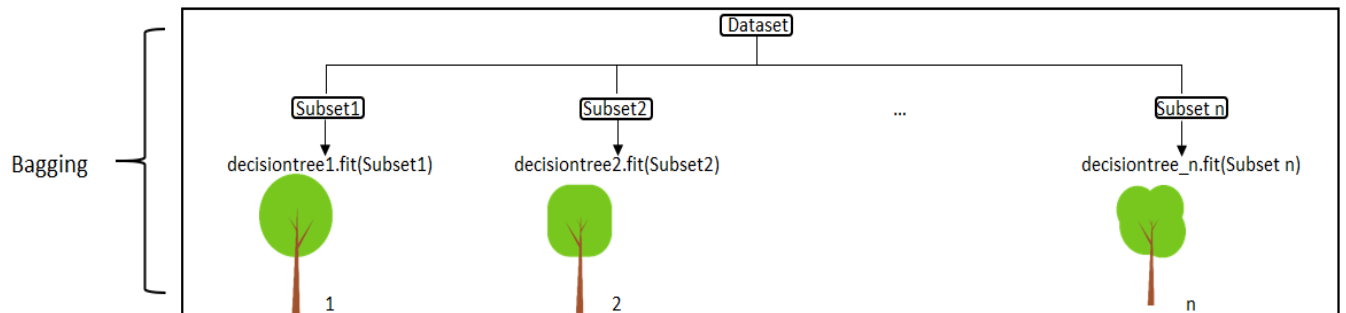 Dataset
Subset1 Subset2 ... Subset n
Bagging
decisiontree1.fit(Subset1) decisiontree2.fit(Subset2) decisiontree_n.fit(Subset n)
1 2 n